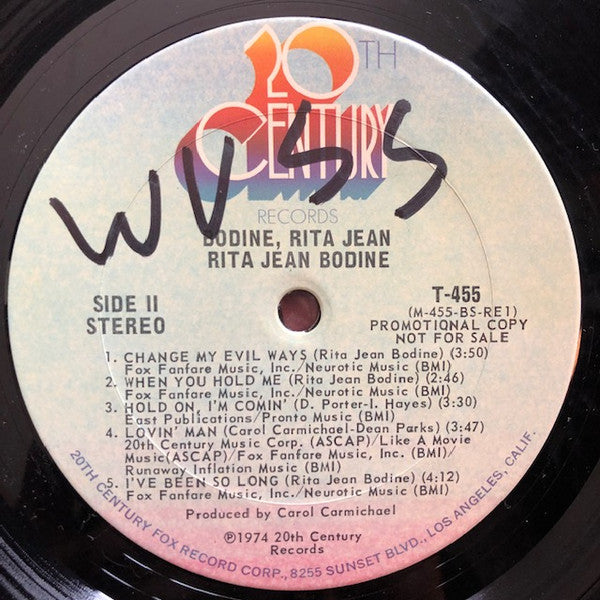 20TH
CENTURY
RECORDS
WVSS
BODINE, RITA JEAN
RITA JEAN BODINE
SIDE II
STEREO
T-455
(M-455-BS-RE1)
PROMOTIONAL COPY
NOT FOR SALE
1. CHANGE MY EVIL WAYS (Rita Jean Bodine) (3:50)
Fox Fanfare Music, Inc./Neurotic Music (BMI)
2. WHEN YOU HOLD ME (Rita Jean Bodine) (2:46)
Fox Fanfare Music, Inc./Neurotic Music (BMI)
3. HOLD ON, I'M COMIN' (D. Porter-I. Hayes) (3:30)
East Publications/Pronto Music (BMI)
4. LOVIN' MAN (Carol Carmichael-Dean Parks) (3:47)
20th Century Music Corp. (ASCAP)/Like A Movie
Music(ASCAP)/Fox Fanfare Music, Inc. (BMI)/
Runaway Inflation Music (BMI)
5. I'VE BEEN SO LONG (Rita Jean Bodine) (4:12)
Fox Fanfare Music, Inc./Neurotic Music (BMI)
Produced by Carol Carmichael
℗1974 20th Century
Records
20TH CENTURY FOX RECORD CORP., 8255 SUNSET BLVD., LOS ANGELES, CALIF.